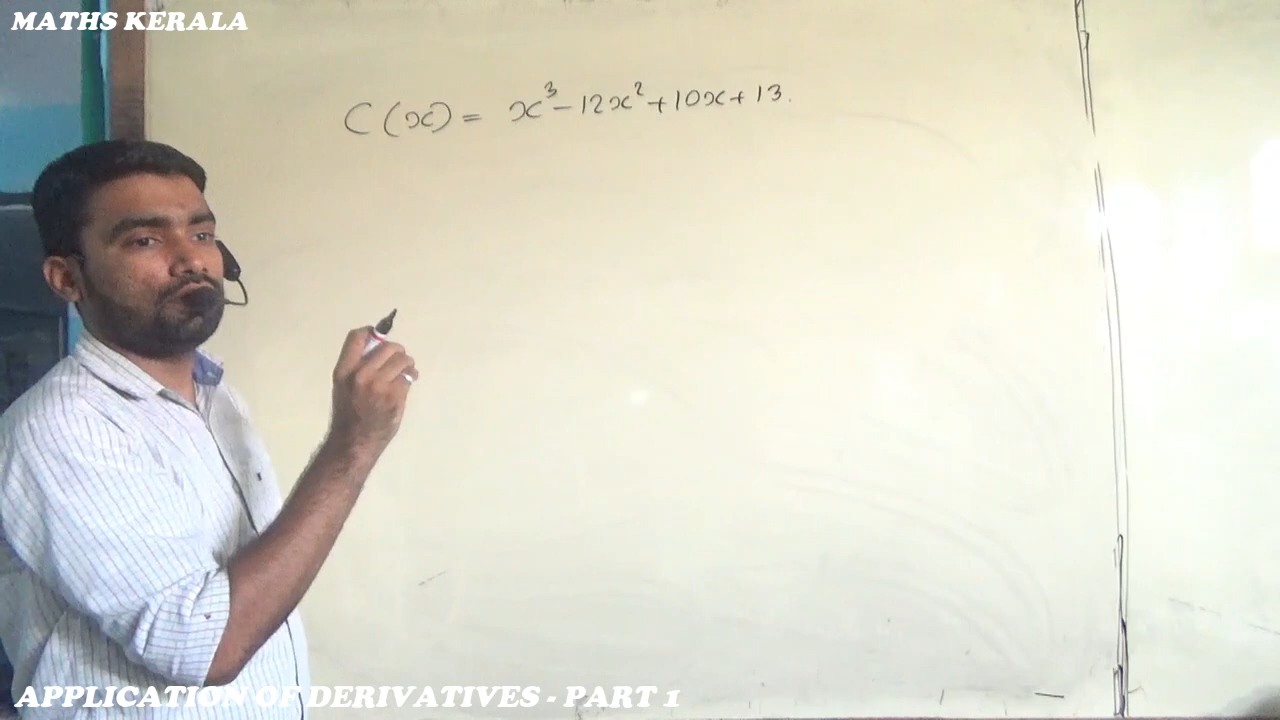 MATHS KERALA
C(x) = x³ - 12x² + 10x + 13.
APPLICATION OF DERIVATIVES - PART 1